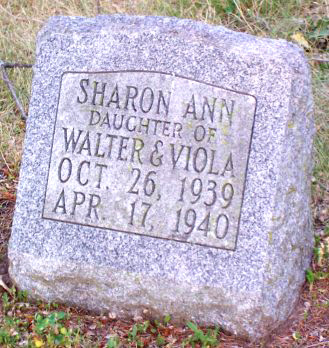 SHARON ANN
DAUGHTER OF
WALTER & VIOLA
OCT. 26, 1939
APR. 17, 1940